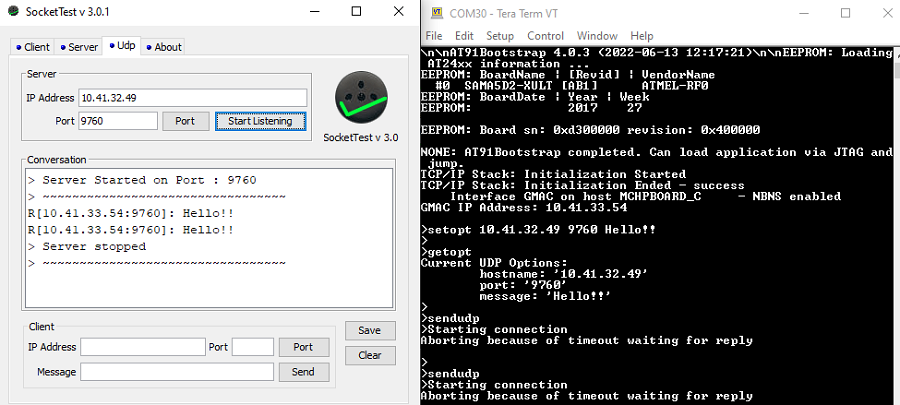 SocketTest v 3.0.1
Client
Server
Udp
About
Server
IP Address 10.41.32.49
Port 9760 Port Start Listening
SocketTest v 3.0
Conversation
> Server Started on Port : 9760
> ~~~~~~~~~~~~~~~~~~~~~~~~~~~~~~~~~
R[10.41.33.54:9760]: Hello!!
R[10.41.33.54:9760]: Hello!!
> Server stopped
> ~~~~~~~~~~~~~~~~~~~~~~~~~~~~~~~~~
Client
IP Address Port Port
Message Send
Save
Clear
COM30 - Tera Term VT
File Edit Setup Control Window Help
\n\nAT91Bootstrap 4.0.3 (2022-06-13 12:17:21)\n\nEEPROM: Loading
AT24xx information ...
EEPROM: BoardName | [Revid] | VendorName
#0 SAMA5D2-XULT [AB1] ATMEL-RF0
EEPROM: BoardDate | Year | Week
EEPROM: 2017 27
EEPROM: Board sn: 0xd300000 revision: 0x400000
NONE: AT91Bootstrap completed. Can load application via JTAG and
jump.
TCP/IP Stack: Initialization Started
TCP/IP Stack: Initialization Ended - success
Interface GMAC on host MCHPBOARD_C - NBNS enabled
GMAC IP Address: 10.41.33.54
>setopt 10.41.32.49 9760 Hello!!
>
>getopt
Current UDP Options:
hostname: '10.41.32.49'
port: '9760'
message: 'Hello!!'
>
>sendudp
>Starting connection
Aborting because of timeout waiting for reply
>
>sendudp
>Starting connection
Aborting because of timeout waiting for reply